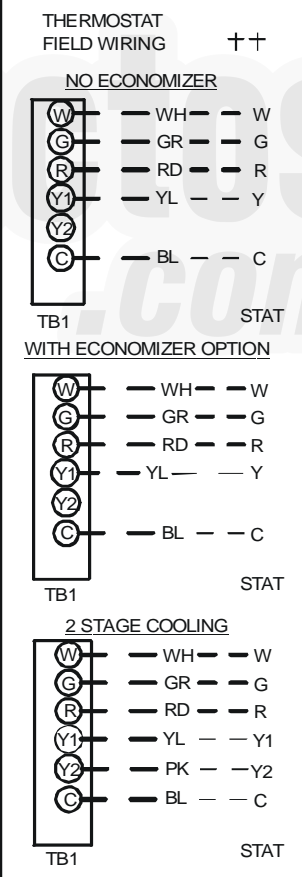 THERMOSTAT
FIELD WIRING ++
NO ECONOMIZER
W WH W
G GR G
R RD R
Y1 YL Y
Y2
C BL C
TB1 STAT
WITH ECONOMIZER OPTION
W WH W
G GR G
R RD R
Y1 YL Y
Y2
C BL C
TB1 STAT
2 STAGE COOLING
W WH W
G GR G
R RD R
Y1 YL Y1
Y2 PK Y2
C BL C
TB1 STAT